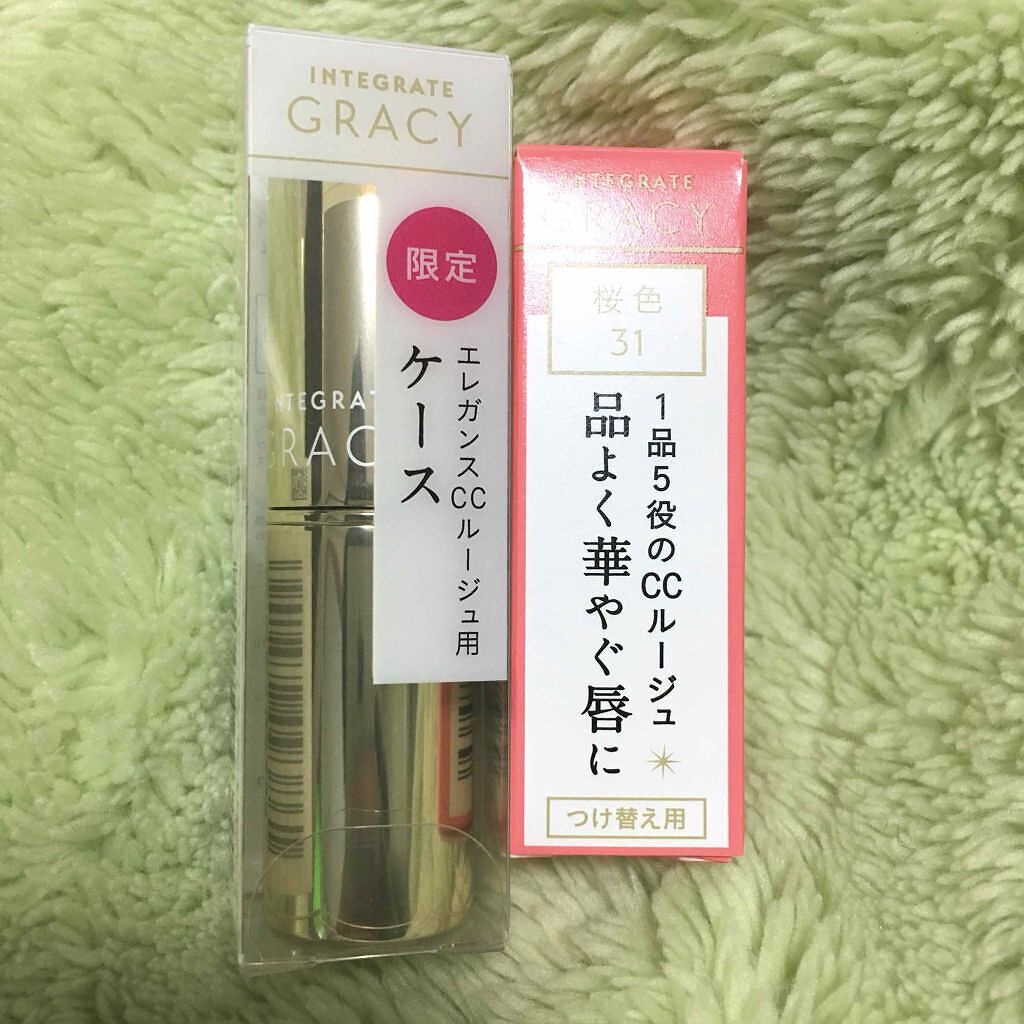 INTEGRATE
GRACY
限定
エレガンスCCルージュ用
ケース
INTEGRAT
GRAC
INTEGRATE
GRACY
桜色
31
1品5役のCCルージュ
品よく華やぐ唇に
つけ替え用